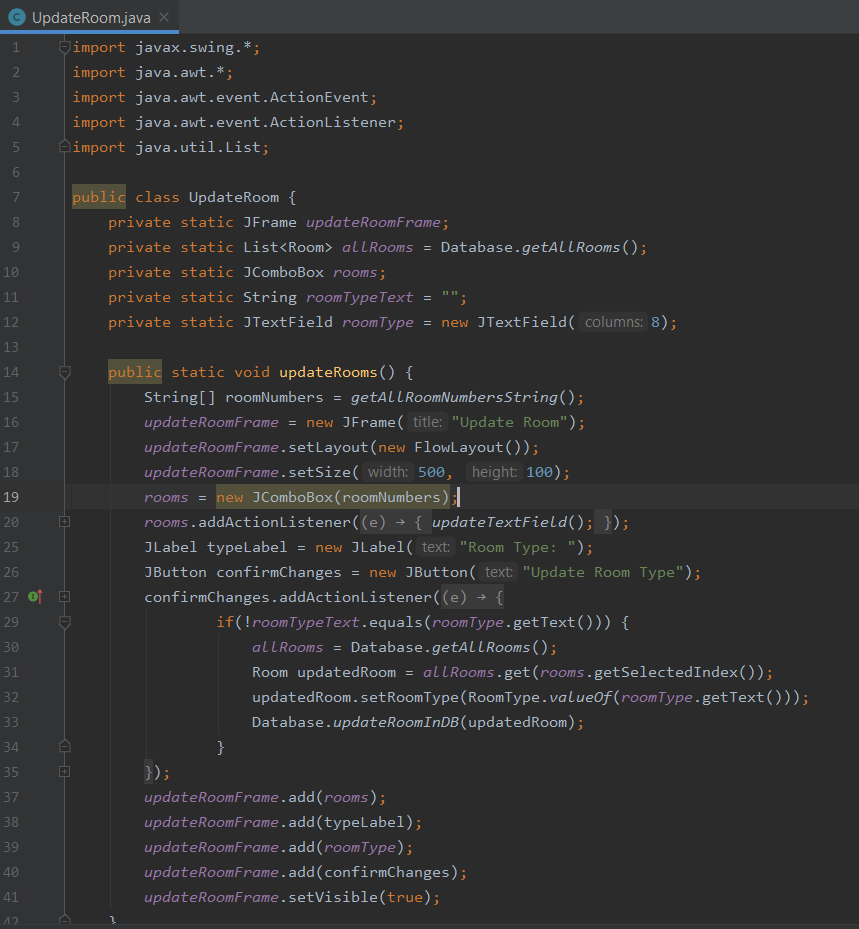 UpdateRoom.java
1 import javax.swing.*;
2 import java.awt.*;
3 import java.awt.event.ActionEvent;
4 import java.awt.event.ActionListener;
5 import java.util.List;
6
7 public class UpdateRoom {
8 private static JFrame updateRoomFrame;
9 private static List<Room> allRooms = Database.getAllRooms();
10 private static JComboBox rooms;
11 private static String roomTypeText = "";
12 private static JTextField roomType = new JTextField( columns: 8);
13
14 public static void updateRooms() {
15 String[] roomNumbers = getAllRoomNumbersString();
16 updateRoomFrame = new JFrame( title: "Update Room");
17 updateRoomFrame.setLayout(new FlowLayout());
18 updateRoomFrame.setSize( width: 500, height: 100);
19 rooms = new JComboBox(roomNumbers);
20 rooms.addActionListener((e) → { updateTextField(); });
25 JLabel typeLabel = new JLabel( text: "Room Type: ");
26 JButton confirmChanges = new JButton( text: "Update Room Type");
27 confirmChanges.addActionListener((e) → {
29 if(!roomTypeText.equals(roomType.getText())) {
30 allRooms = Database.getAllRooms();
31 Room updatedRoom = allRooms.get(rooms.getSelectedIndex());
32 updatedRoom.setRoomType(RoomType.valueOf(roomType.getText()));
33 Database.updateRoomInDB(updatedRoom);
34 }
35 });
37 updateRoomFrame.add(rooms);
38 updateRoomFrame.add(typeLabel);
39 updateRoomFrame.add(roomType);
40 updateRoomFrame.add(confirmChanges);
41 updateRoomFrame.setVisible(true);
42 }